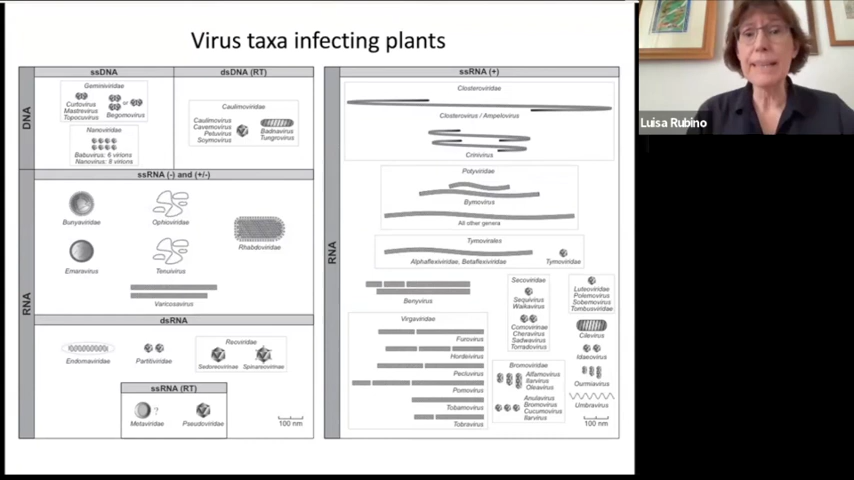 Virus taxa infecting plants
DNA
ssDNA
Geminiviridae
or
Curtovirus
Mastrevirus
Topocuvirus
Begomovirus
Nanoviridae
Babuvirus: 6 virions
Nanovirus: 8 virions
dsDNA (RT)
Caulimoviridae
Caulimovirus
Cavemovirus
Petuvirus
Soymovirus
Badnavirus
Tungrovirus
RNA
ssRNA (-) and (+/-)
Bunyaviridae
Ophioviridae
Rhabdoviridae
Emaravirus
Tenuivirus
Varicosavirus
dsRNA
Endornaviridae
Partitiviridae
Reoviridae
Sedoreovirinae
Spinareovirinae
ssRNA (RT)
?
Metaviridae
Pseudoviridae
100 nm
RNA
ssRNA (+)
Closteroviridae
Closterovirus / Ampelovirus
Crinivirus
Potyviridae
Bymovirus
All other genera
Tymovirales
Alphaflexiviridae, Betaflexiviridae
Tymoviridae
Benyvirus
Virgaviridae
Furovirus
Hordeivirus
Pecluvirus
Pomovirus
Tobamovirus
Tobravirus
Secoviridae
Sequivirus
Waikavirus
Comovirinae
Cheravirus
Sadwavirus
Torradovirus
Bromoviridae
Alfamovirus
Ilarvirus
Oleavirus
Anulavirus
Bromovirus
Cucumovirus
Ilarvirus
Luteoviridae
Polemovirus
Sobemovirus
Tombusviridae
Cilevirus
Idaeovirus
Ourmiavirus
Umbravirus
100 nm
Luisa Rubino